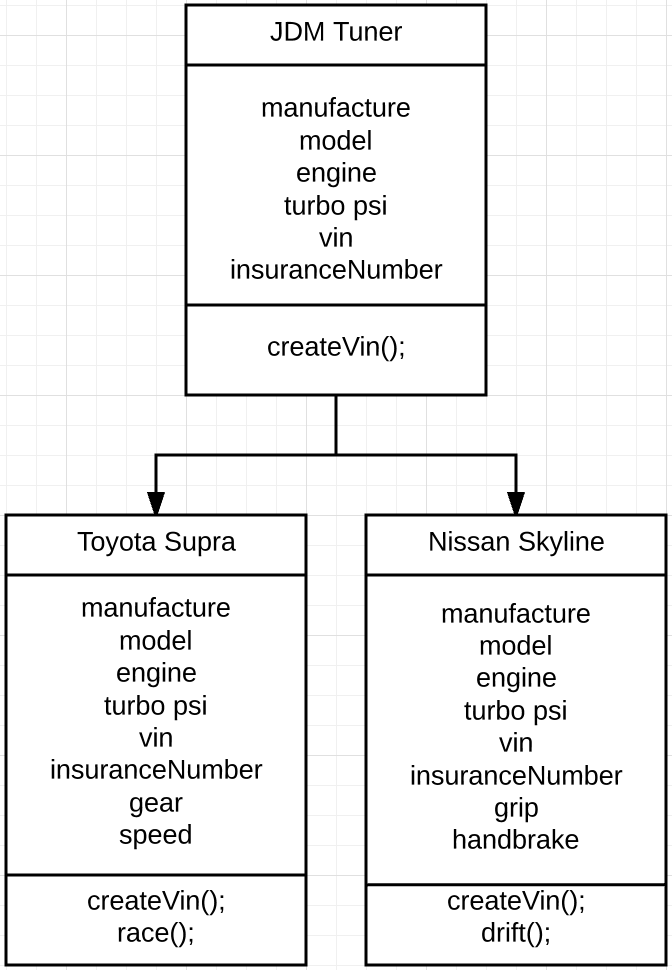 JDM Tuner
manufacture
model
engine
turbo psi
vin
insuranceNumber
createVin();
Toyota Supra
manufacture
model
engine
turbo psi
vin
insuranceNumber
gear
speed
createVin();
race();
Nissan Skyline
manufacture
model
engine
turbo psi
vin
insuranceNumber
grip
handbrake
createVin();
drift();